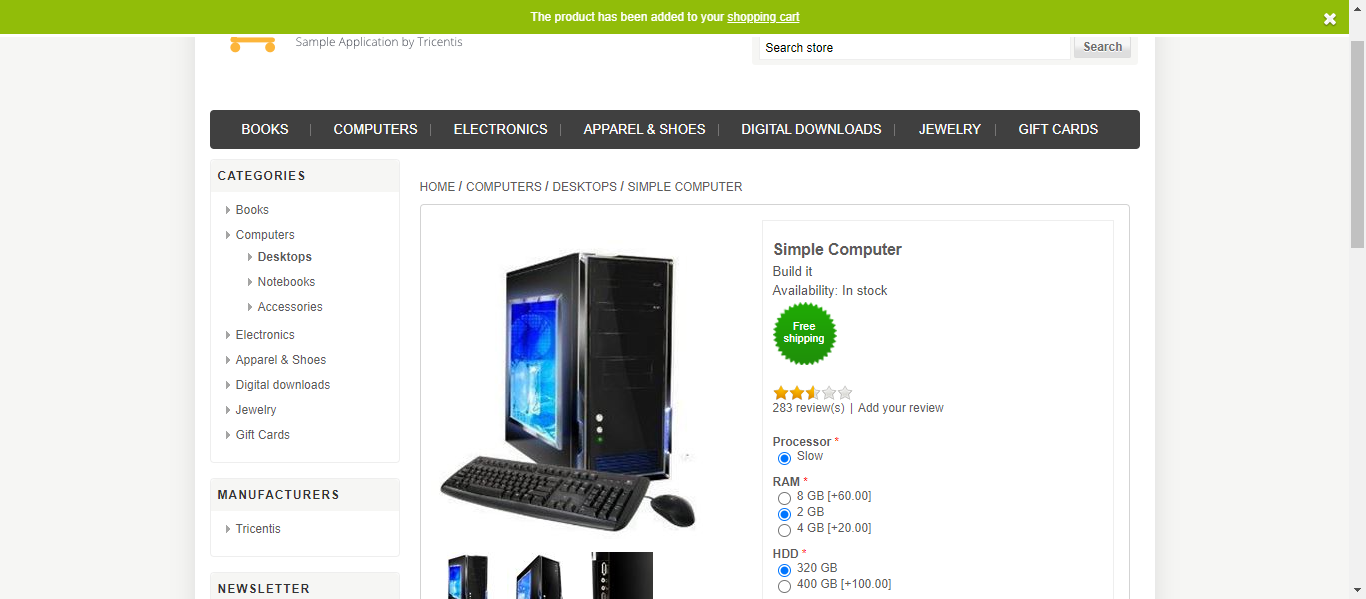 The product has been added to your shopping cart
Sample Application by Tricentis
Search store
Search
BOOKS
COMPUTERS
ELECTRONICS
APPAREL & SHOES
DIGITAL DOWNLOADS
JEWELRY
GIFT CARDS
CATEGORIES
Books
Computers
Desktops
Notebooks
Accessories
Electronics
Apparel & Shoes
Digital downloads
Jewelry
Gift Cards
MANUFACTURERS
Tricentis
NEWSLETTER
HOME / COMPUTERS / DESKTOPS / SIMPLE COMPUTER
Simple Computer
Build it
Availability: In stock
Free
shipping
283 review(s) | Add your review
Processor *
Slow
RAM *
8 GB [+60.00]
2 GB
4 GB [+20.00]
HDD *
320 GB
400 GB [+100.00]